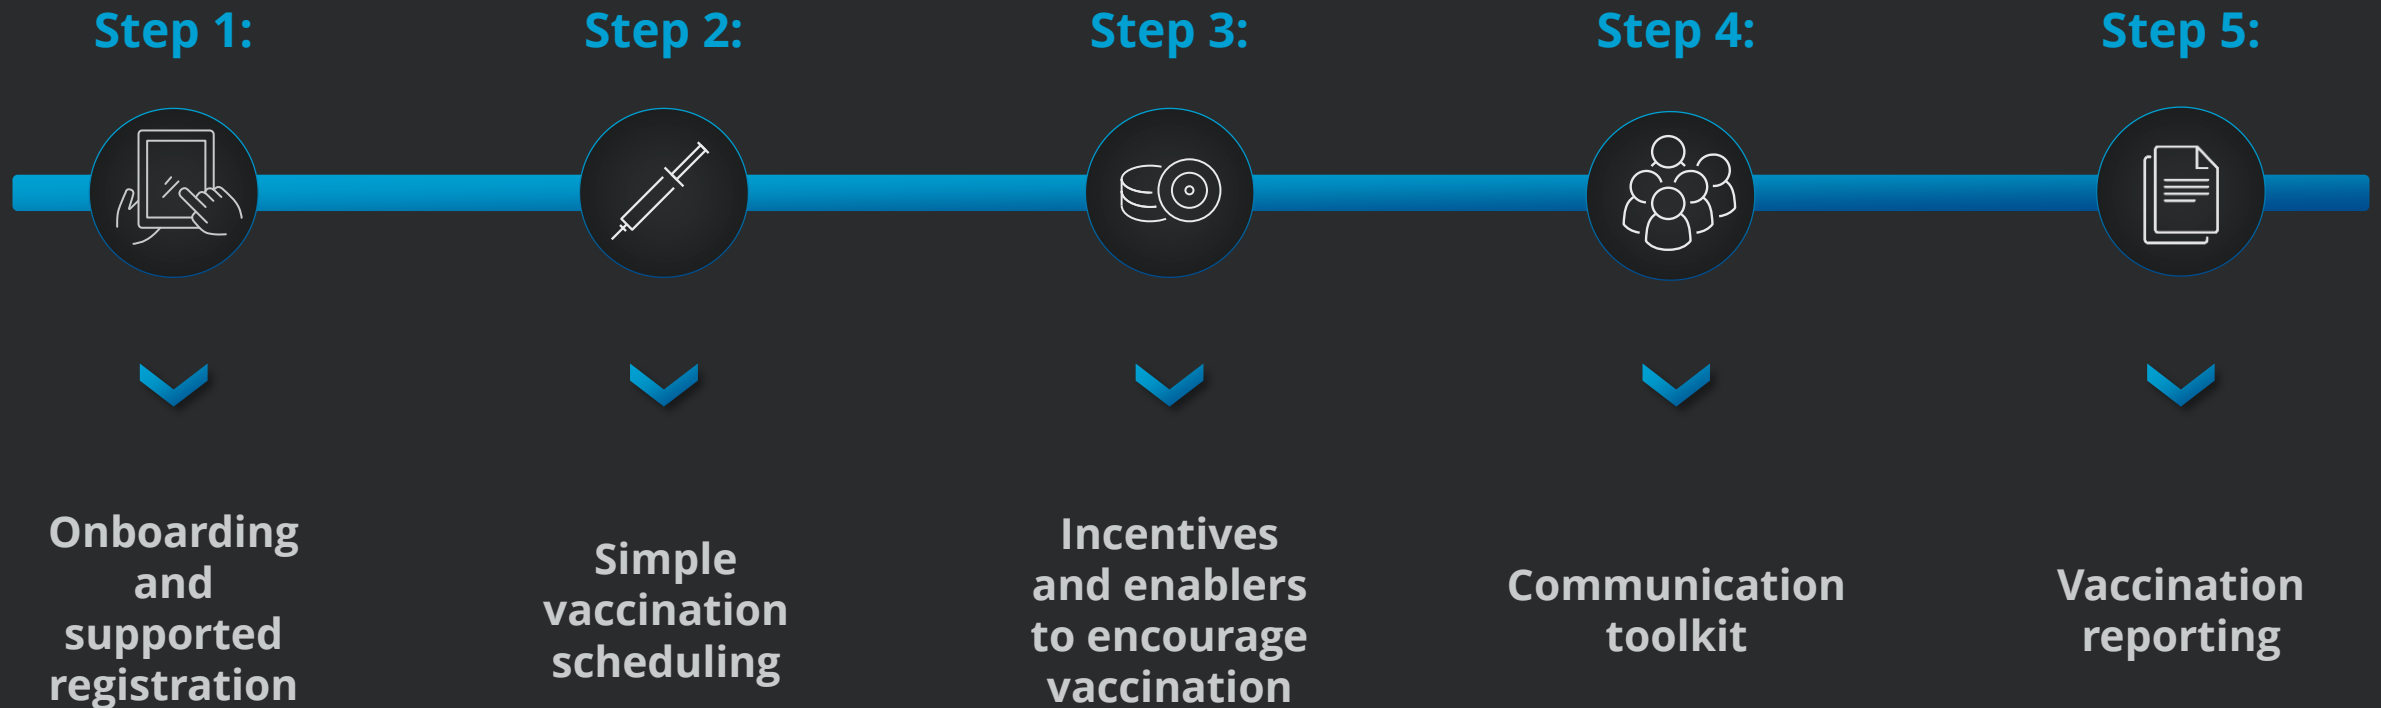 Step 1:
Step 2:
Step 3:
Step 4:
Step 5:
Onboarding
and
supported
registration
Simple
vaccination
scheduling
Incentives
and enablers
to encourage
vaccination
Communication
toolkit
Vaccination
reporting